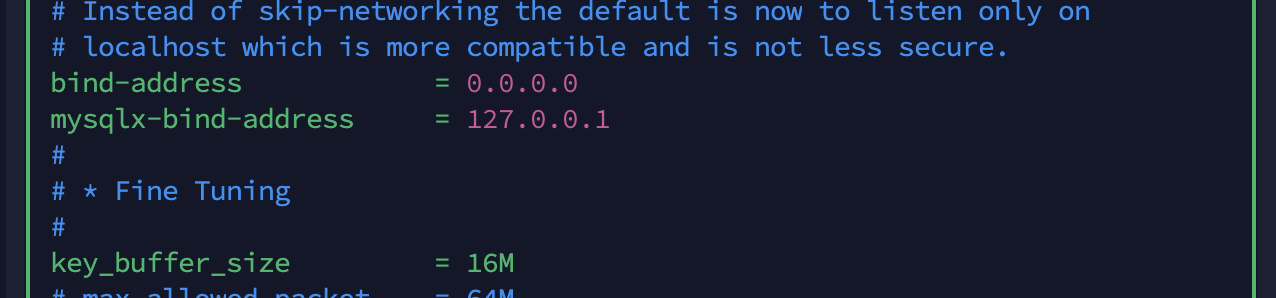 # Instead of skip-networking the default is now to listen only on
# localhost which is more compatible and is not less secure.
bind-address            = 0.0.0.0
mysqlx-bind-address     = 127.0.0.1
#
# * Fine Tuning
#
key_buffer_size         = 16M
# max_allowed_packet    = 64M